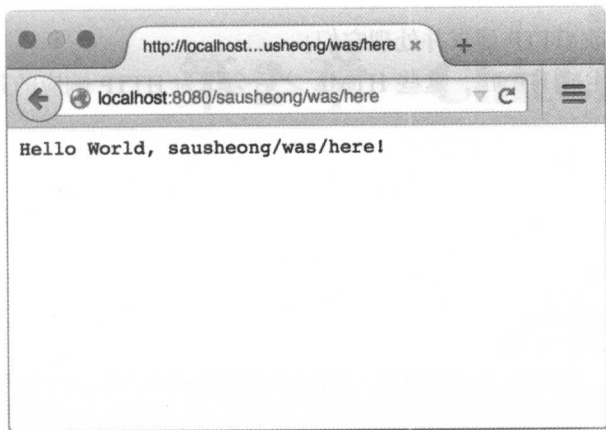 http://localhost...usheong/was/here
localhost:8080/sausheong/was/here
Hello World, sausheong/was/here!